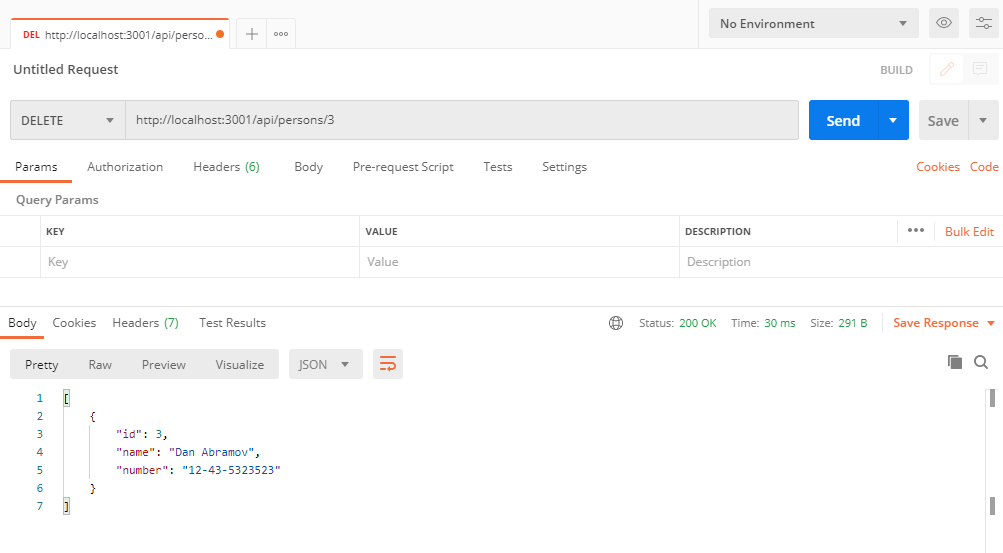 DEL http://localhost:3001/api/perso...
No Environment
Untitled Request
BUILD
DELETE
http://localhost:3001/api/persons/3
Send
Save
Params Authorization Headers (6) Body Pre-request Script Tests Settings
Cookies Code
Query Params
KEY VALUE DESCRIPTION
Bulk Edit
Key Value Description
Body Cookies Headers (7) Test Results
Status: 200 OK Time: 30 ms Size: 291 B
Save Response
Pretty Raw Preview Visualize JSON
1 [
2 {
3 "id": 3,
4 "name": "Dan Abramov",
5 "number": "12-43-5323523"
6 }
7 ]